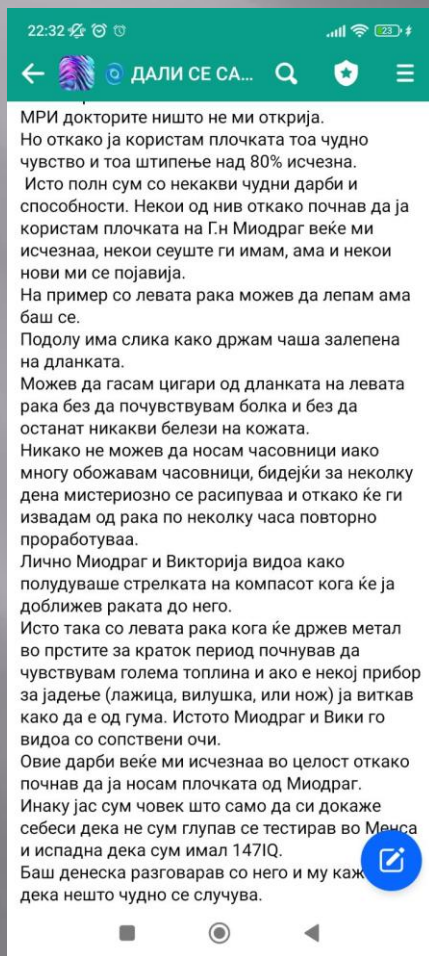 22:32
23
ДАЛИ СЕ СА...
МРИ докторите ништо не ми открија.
Но откако ја користам плочката тоа чудно
чувство и тоа штипење над 80% исчезна.
Исто полн сум со некакви чудни дарби и
способности. Некои од нив откако почнав да ја
користам плочката на Г.н Миодраг веќе ми
исчезнаа, некои сеуште ги имам, ама и некои
нови ми се појавија.
На пример со левата рака можев да лепам ама
баш се.
Подолу има слика како држам чаша залепена
на дланката.
Можев да гасам цигари од дланката на левата
рака без да почувствувам болка и без да
останат никакви белези на кожата.
Никако не можев да носам часовници иако
многу обожавам часовници, бидејќи за неколку
дена мистериозно се расипуваа и откако ќе ги
извадам од рака по неколку часа повторно
проработуваа.
Лично Миодраг и Викторија видоа како
полудуваше стрелката на компасот кога ќе ја
доближев раката до него.
Исто така со левата рака кога ќе држев метал
во прстите за краток период почнував да
чувствувам голема топлина и ако е некој прибор
за јадење (лажица, вилушка, или нож) ја виткав
како да е од гума. Истото Миодраг и Вики го
видоа со сопствени очи.
Овие дарби веќе ми исчезнаа во целост откако
почнав да ја носам плочката од Миодраг.
Инаку јас сум човек што само да си докаже
себеси дека не сум глупав се тестирав во Менса
и испадна дека сум имал 147IQ.
Баш денеска разговарав со него и му каж
дека нешто чудно се случува.